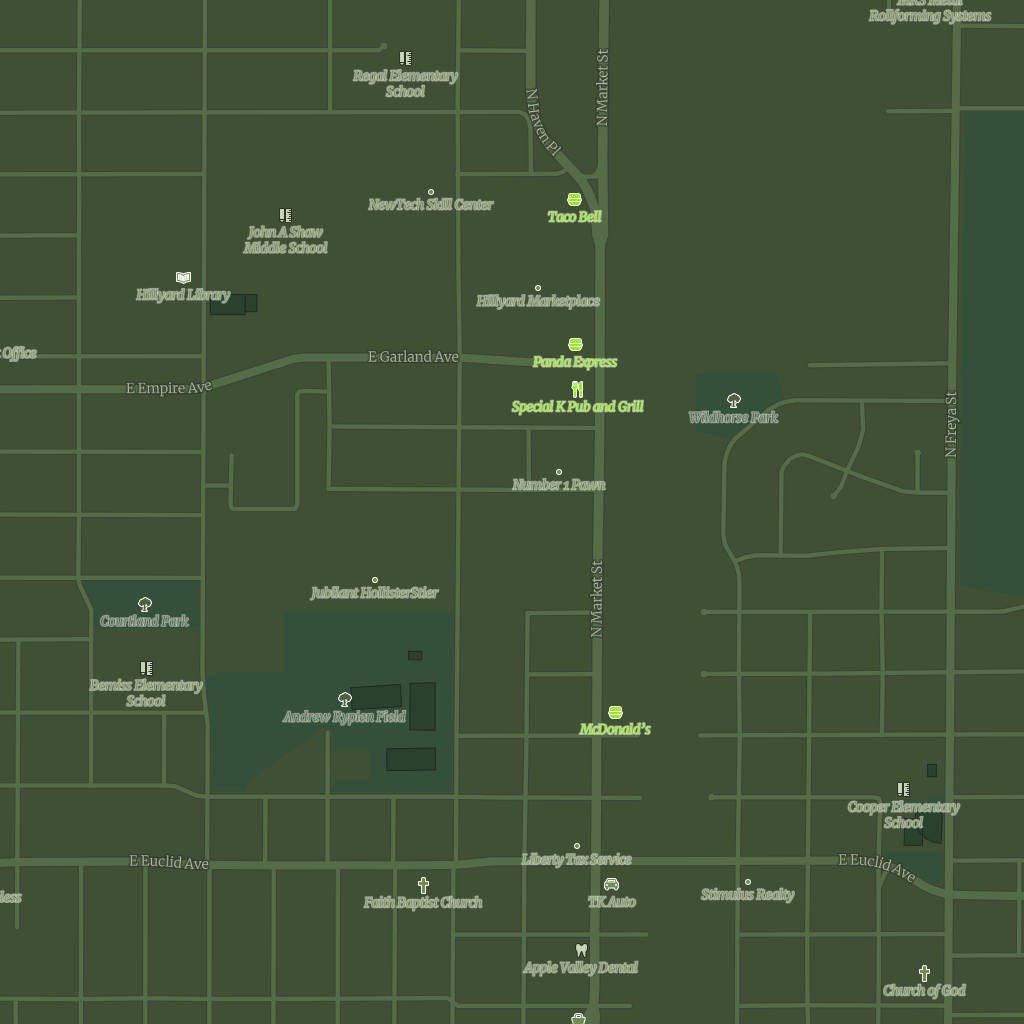 Rollforming Systems
N Market St
Regal Elementary
School
N Haven Pl
NewTech Skill Center
Taco Bell
John A Shaw
Middle School
Hillyard Library
Hillyard Marketplace
Office
E Garland Ave
Panda Express
E Empire Ave
Special K Pub and Grill
Wildhorse Park
N Freya St
Number 1 Pawn
Jubilant HollisterStier
N Market St
Courtland Park
Bemiss Elementary
School
Andrew Rypien Field
McDonald's
Cooper Elementary
School
E Euclid Ave
Liberty Tax Service
E Euclid Ave
less
Faith Baptist Church
TK Auto
Stimulus Realty
Apple Valley Dental
Church of God